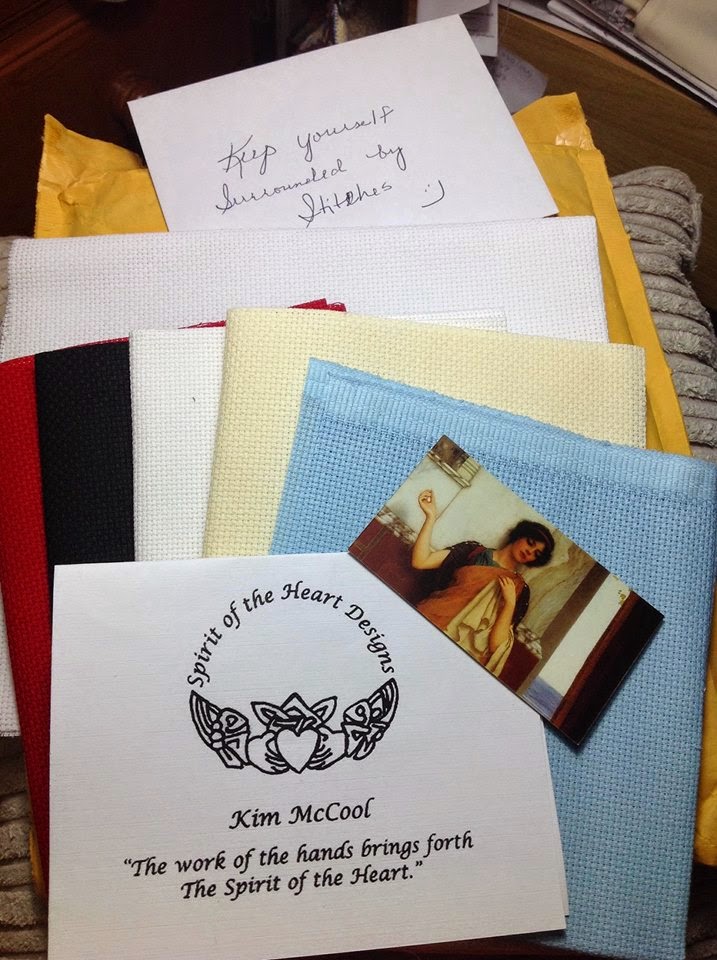 Keep yourself
Surrounded by
Stitches :)
Spirit of the Heart Designs
Kim McCool
“The work of the hands brings forth
The Spirit of the Heart.”